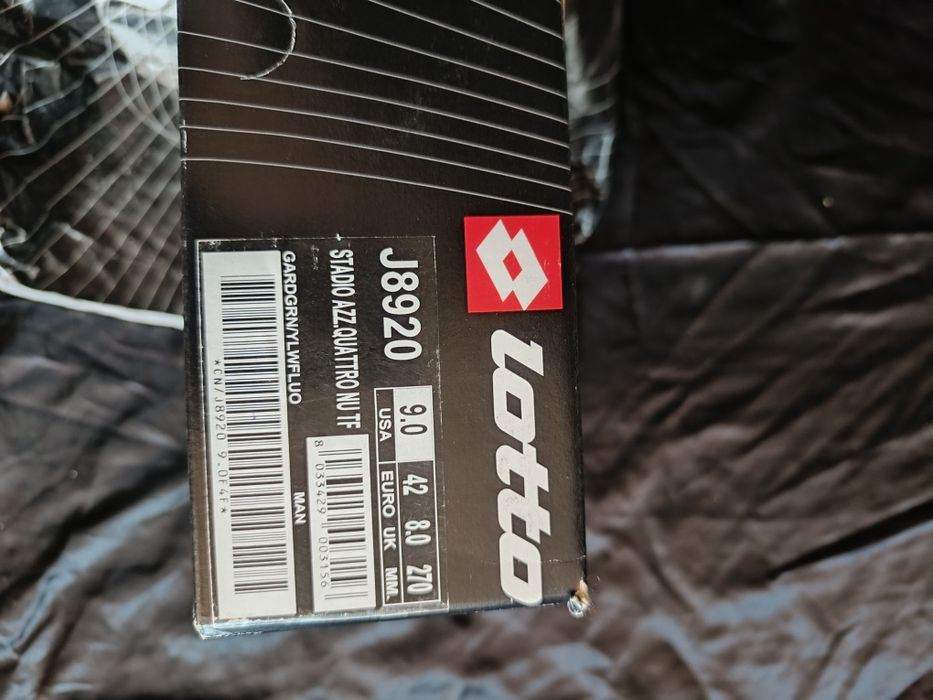 lotto
J8920
9.0 42 8.0 270
USA EURO UK MM.
STADIO AZZ.QUATTRO NU TF
8 033429 003156
GARDGRN/YLWFLUO
MAN
*CN/J8920 9.0F4F*